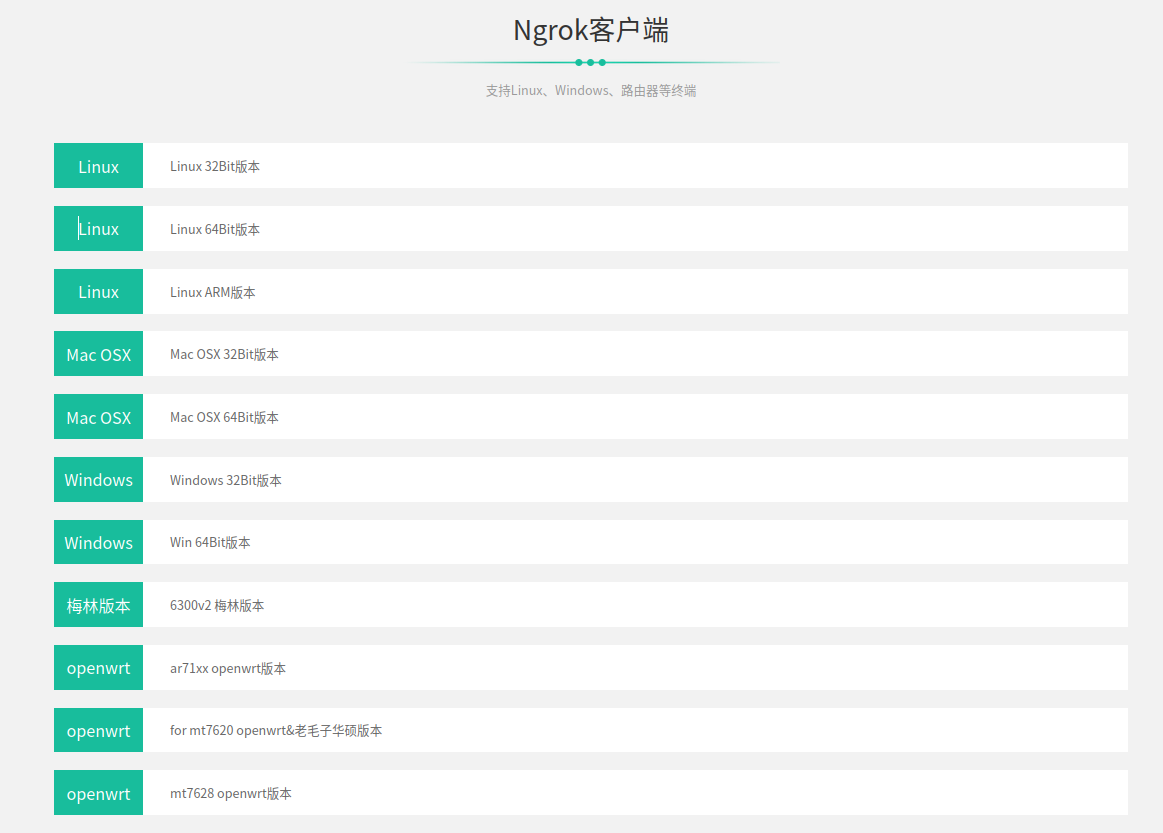 Ngrok客户端
支持Linux、Windows、路由器等终端
Linux Linux 32Bit版本
Linux Linux 64Bit版本
Linux Linux ARM版本
Mac OSX Mac OSX 32Bit版本
Mac OSX Mac OSX 64Bit版本
Windows Windows 32Bit版本
Windows Win 64Bit版本
梅林版本 6300v2 梅林版本
openwrt ar71xx openwrt版本
openwrt for mt7620 openwrt&老毛子华硕版本
openwrt mt7628 openwrt版本